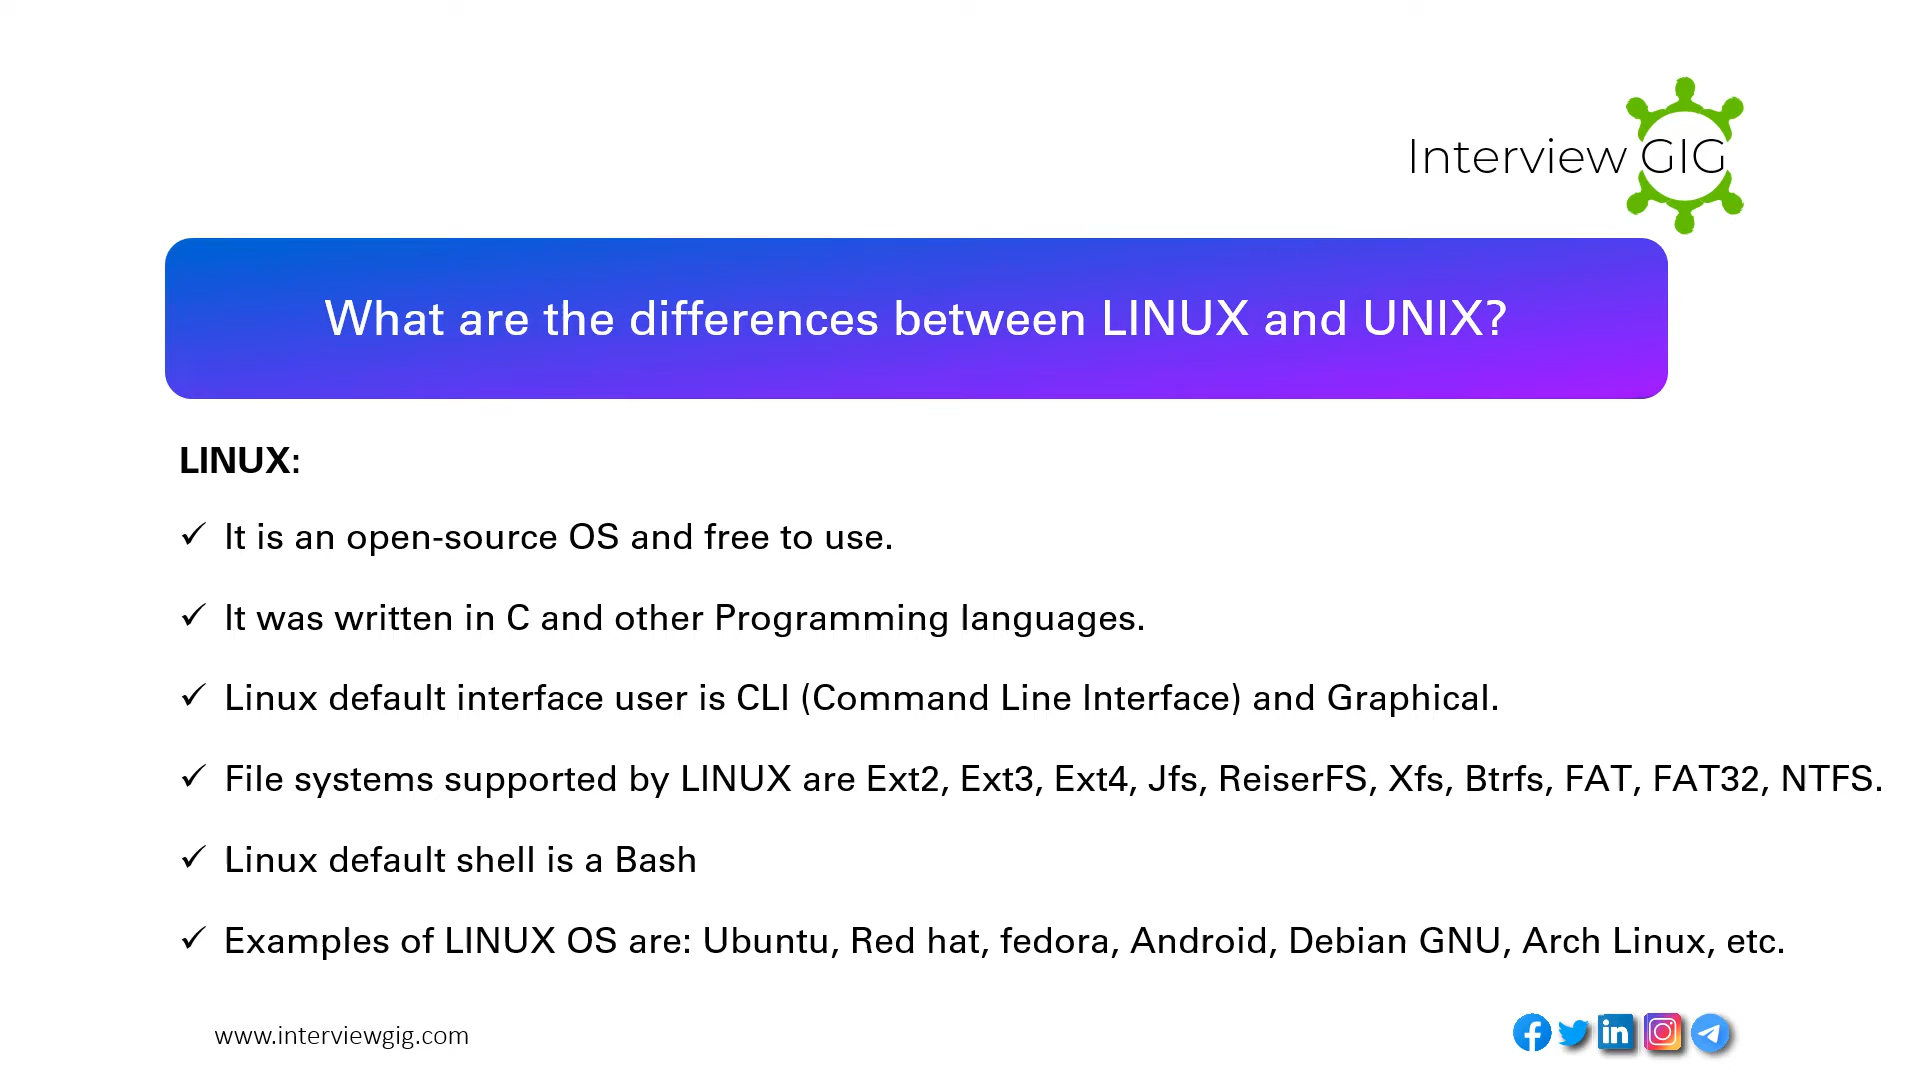 Interview GIG
What are the differences between LINUX and UNIX?
LINUX:
✓ It is an open-source OS and free to use.
✓ It was written in C and other Programming languages.
✓ Linux default interface user is CLI (Command Line Interface) and Graphical.
✓ File systems supported by LINUX are Ext2, Ext3, Ext4, Jfs, ReiserFS, Xfs, Btrfs, FAT, FAT32, NTFS.
✓ Linux default shell is a Bash
✓ Examples of LINUX OS are: Ubuntu, Red hat, fedora, Android, Debian GNU, Arch Linux, etc.
www.interviewgig.com